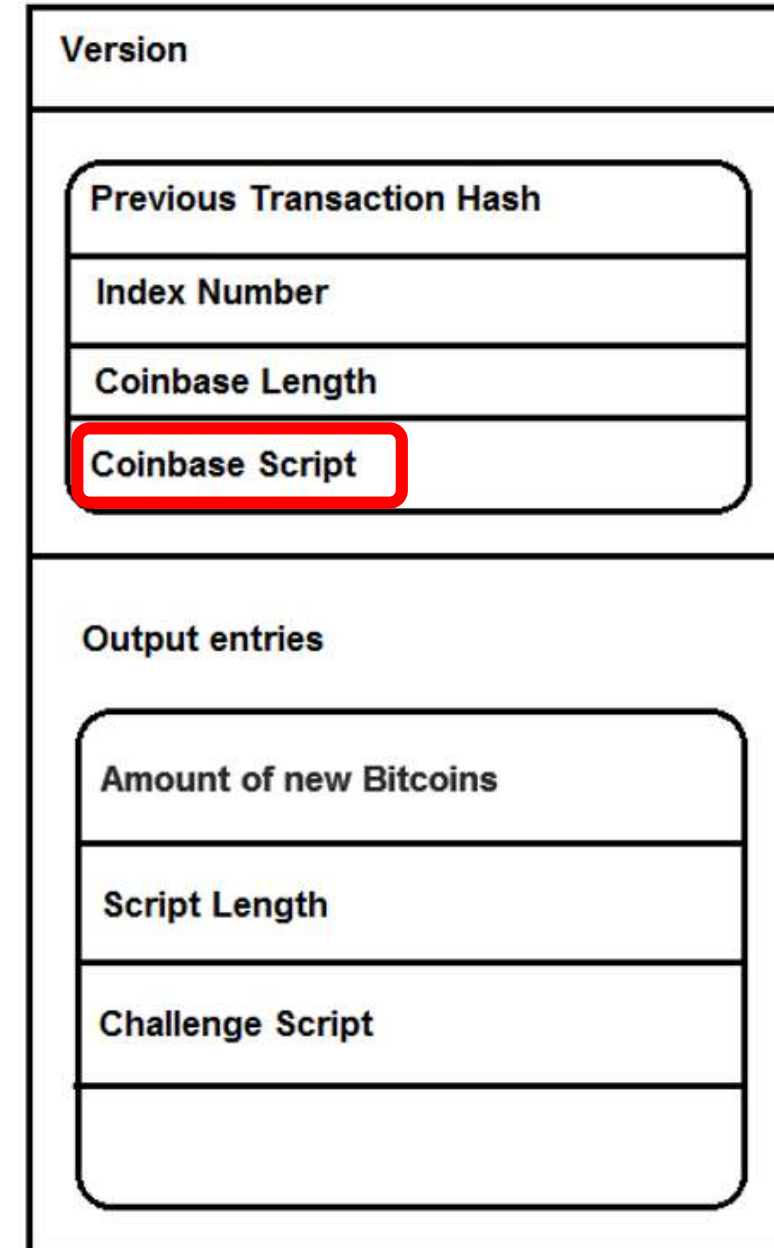 Version
Previous Transaction Hash
Index Number
Coinbase Length
Coinbase Script
Output entries
Amount of new Bitcoins
Script Length
Challenge Script